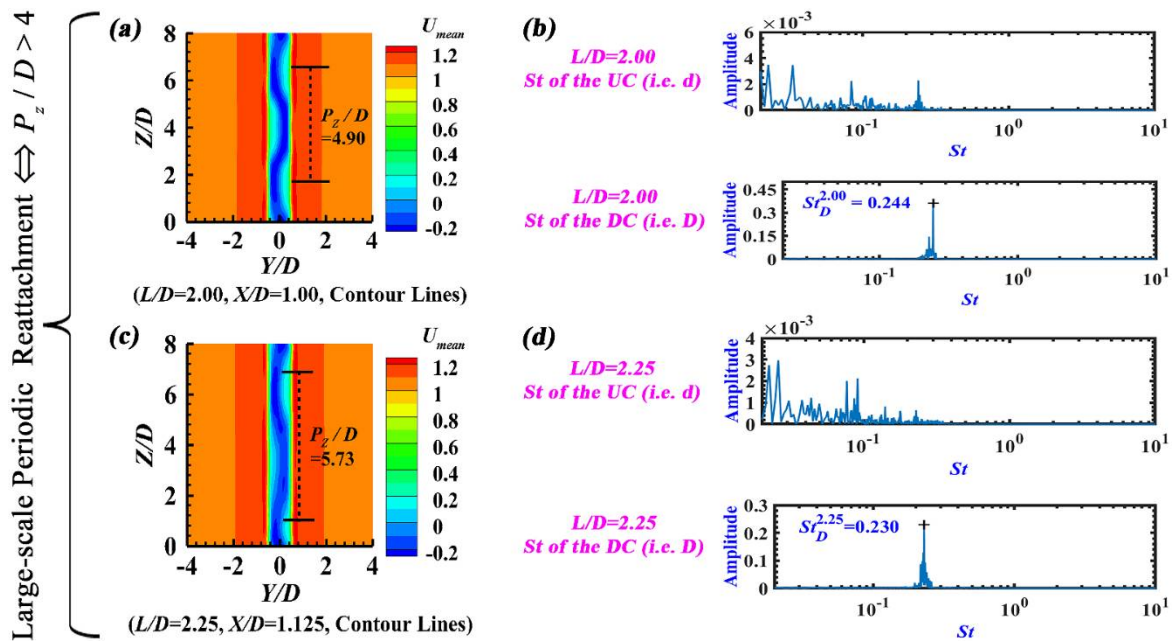 Large-scale Periodic Reattachment ⇔ P_z / D > 4
(a)
U_mean
8
6
4
2
0
Z/D
-4 -2 0 2 4
Y/D
P_z / D
=4.90
1.2
1
0.8
0.6
0.4
0.2
0
-0.2
(L/D=2.00, X/D=1.00, Contour Lines)
(b)
L/D=2.00
St of the UC (i.e. d)
×10^-3
6
4
2
0
Amplitude
10^-1 10^0 10^1
St
L/D=2.00
St of the DC (i.e. D)
0.45
0.3
0.15
0
Amplitude
St_D^2.00 = 0.244
10^-1 10^0 10^1
St
(c)
U_mean
8
6
4
2
0
Z/D
-4 -2 0 2 4
Y/D
P_z / D
=5.73
1.2
1
0.8
0.6
0.4
0.2
0
-0.2
(L/D=2.25, X/D=1.125, Contour Lines)
(d)
L/D=2.25
St of the UC (i.e. d)
×10^-3
4
3
2
1
0
Amplitude
10^-1 10^0 10^1
St
L/D=2.25
St of the DC (i.e. D)
0.3
0.2
0.1
0
Amplitude
St_D^2.25=0.230
10^-1 10^0 10^1
St